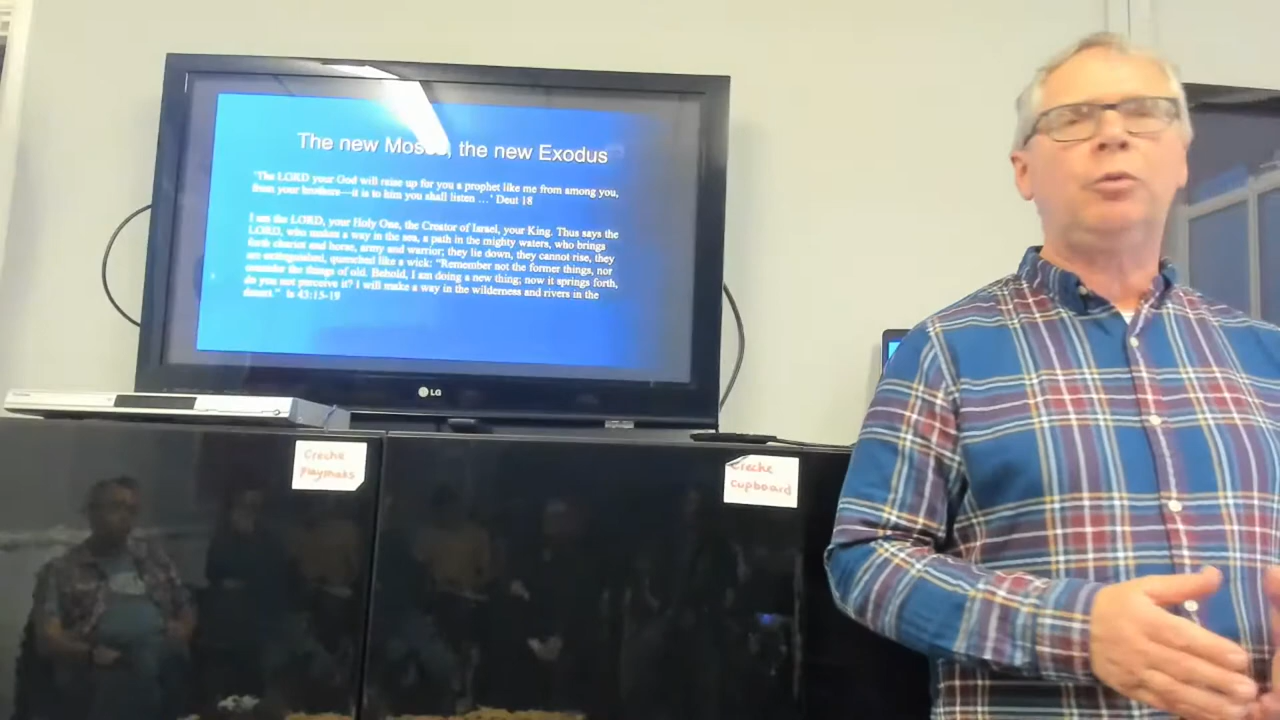 The new Moses, the new Exodus
'The LORD your God will raise up for you a prophet like me from among you,
from your brothers—it is to him you shall listen …' Deut 18
I am the LORD, your Holy One, the Creator of Israel, your King. Thus says the
LORD, who makes a way in the sea, a path in the mighty waters, who brings
forth chariot and horse, army and warrior; they lie down, they cannot rise, they
are extinguished, quenched like a wick: “Remember not the former things, nor
consider the things of old. Behold, I am doing a new thing; now it springs forth,
do you not perceive it? I will make a way in the wilderness and rivers in the
desert.” Is 43:15-19
LG
Creche
Playmats
Creche
Cupboard